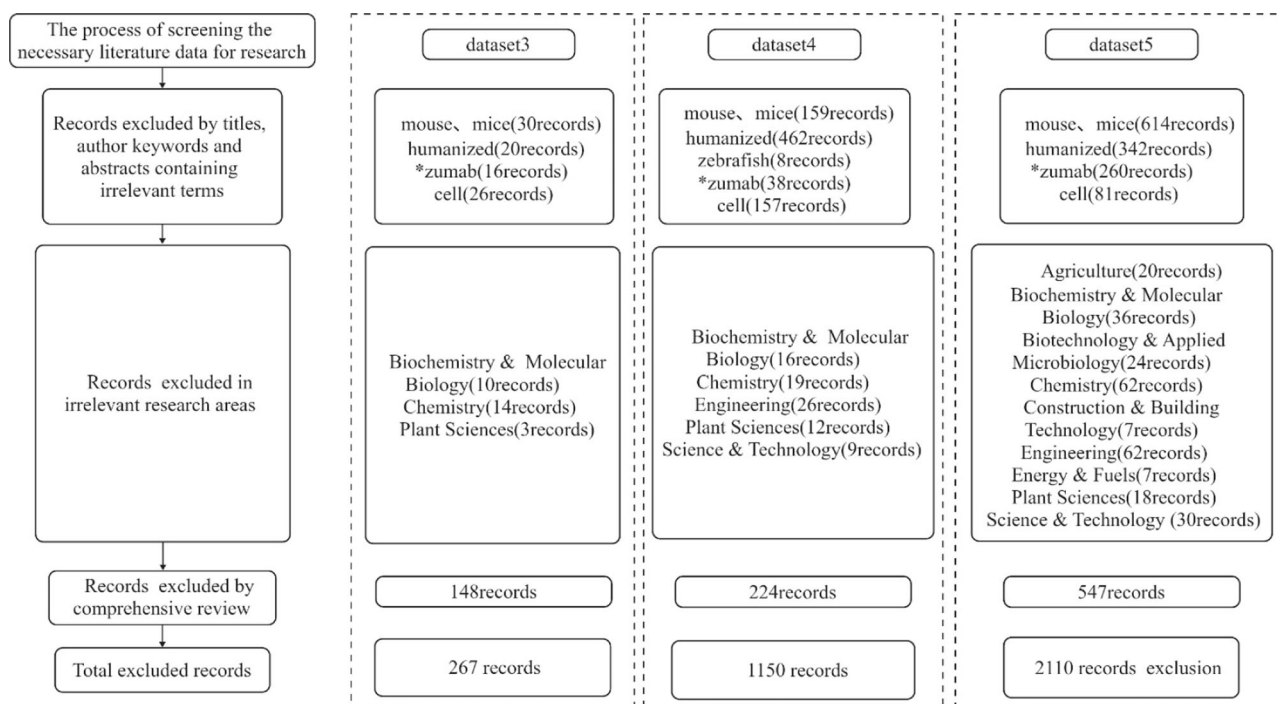 The process of screening the
necessary literature data for research
Records excluded by titles,
author keywords and
abstracts containing
irrelevant terms
Records excluded in
irrelevant research areas
Records excluded by
comprehensive review
Total excluded records
dataset3
mouse、mice(30records)
humanized(20records)
*zumab(16records)
cell(26records)
Biochemistry & Molecular
Biology(10records)
Chemistry(14records)
Plant Sciences(3records)
148records
267 records
dataset4
mouse、mice(159records)
humanized(462records)
zebrafish(8records)
*zumab(38records)
cell(157records)
Biochemistry & Molecular
Biology(16records)
Chemistry(19records)
Engineering(26records)
Plant Sciences(12records)
Science & Technology(9records)
224records
1150 records
dataset5
mouse、mice(614records)
humanized(342records)
*zumab(260records)
cell(81records)
Agriculture(20records)
Biochemistry & Molecular
Biology(36records)
Biotechnology & Applied
Microbiology(24records)
Chemistry(62records)
Construction & Building
Technology(7records)
Engineering(62records)
Energy & Fuels(7records)
Plant Sciences(18records)
Science & Technology (30records)
547records
2110 records exclusion